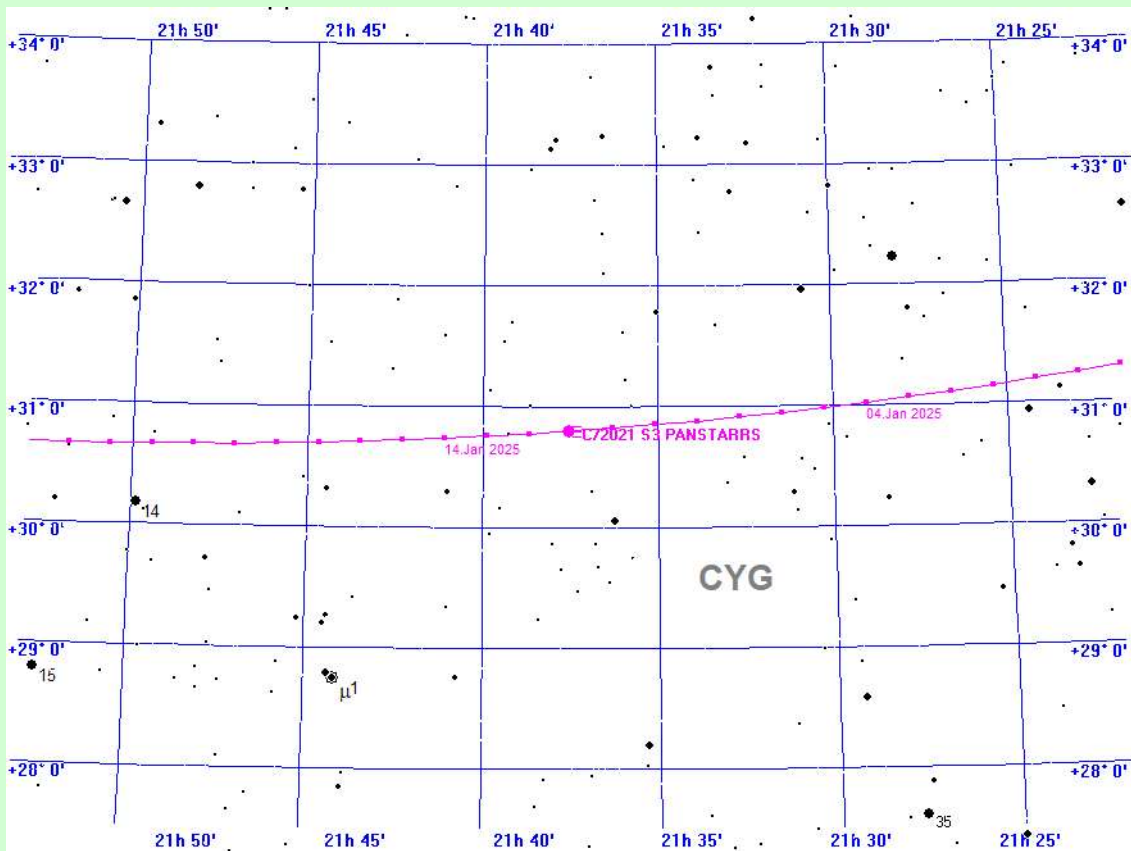 21h 50' 21h 45' 21h 40' 21h 35' 21h 30' 21h 25'
+34° 0' +34° 0'
+33° 0' +33° 0'
+32° 0' +32° 0'
+31° 0' +31° 0'
04.Jan 2025
C/2021 S3 PANSTARRS
14.Jan 2025
14
+30° 0' +30° 0'
CYG
+29° 0' +29° 0'
15
μ1
+28° 0' +28° 0'
35
21h 50' 21h 45' 21h 40' 21h 35' 21h 30' 21h 25'